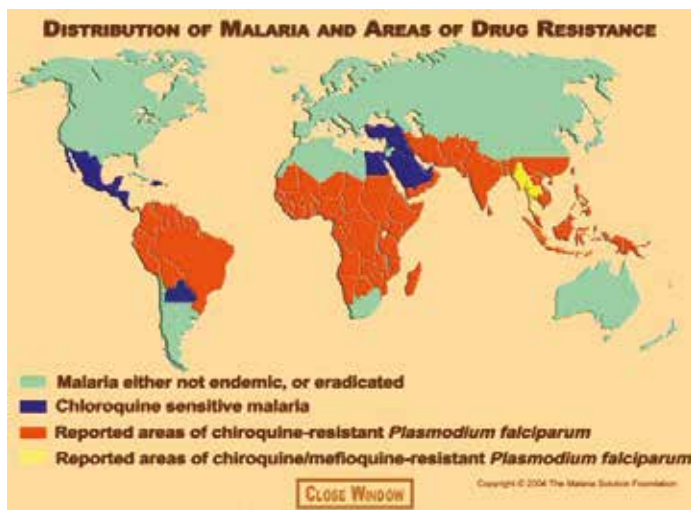 DISTRIBUTION OF MALARIA AND AREAS OF DRUG RESISTANCE
Malaria either not endemic, or eradicated
Chloroquine sensitive malaria
Reported areas of chiroquine-resistant Plasmodium falciparum
Reported areas of chiroquine/mefloquine-resistant Plasmodium falciparum
Copyright © 2004 The Malaria Solution Foundation
CLOSE WINDOW